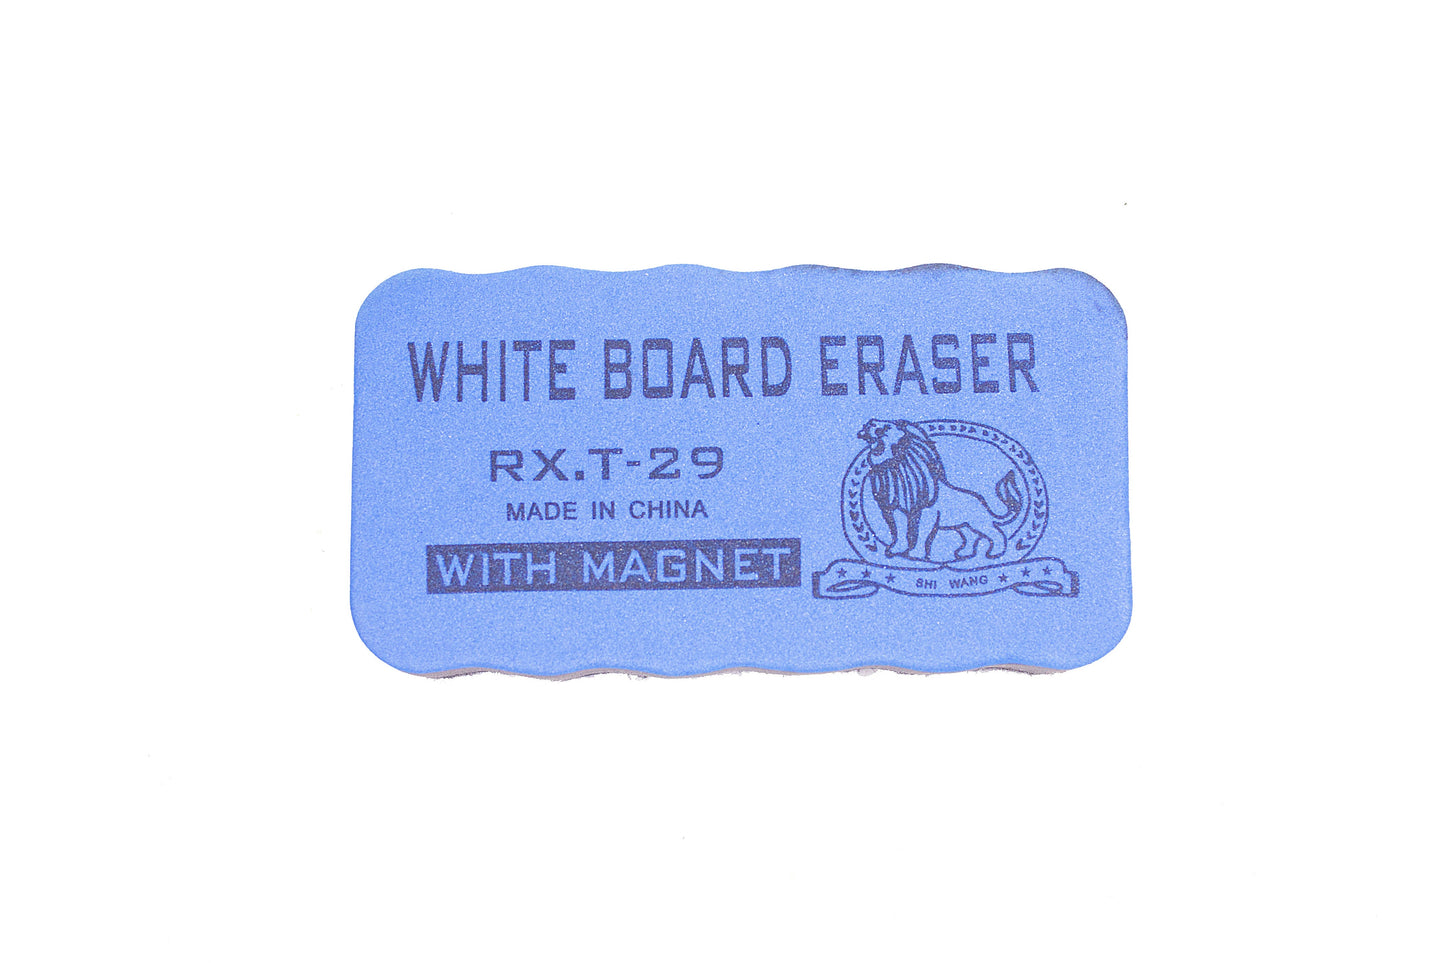 WHITE BOARD ERASER
RX.T-29
MADE IN CHINA
WITH MAGNET
SHI WANG